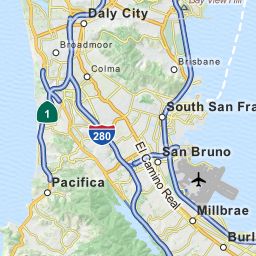 Bay View Hill
Daly City
Broadmoor
Brisbane
Colma
South San Fra
1
280
El Camino Real
San Bruno
Pacifica
Millbrae
Burl